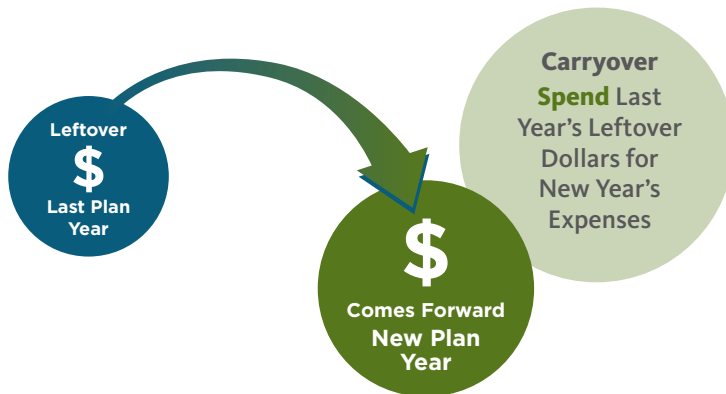 Leftover
$
Last Plan
Year
$
Comes Forward
New Plan
Year
Carryover
Spend Last
Year’s Leftover
Dollars for
New Year’s
Expenses